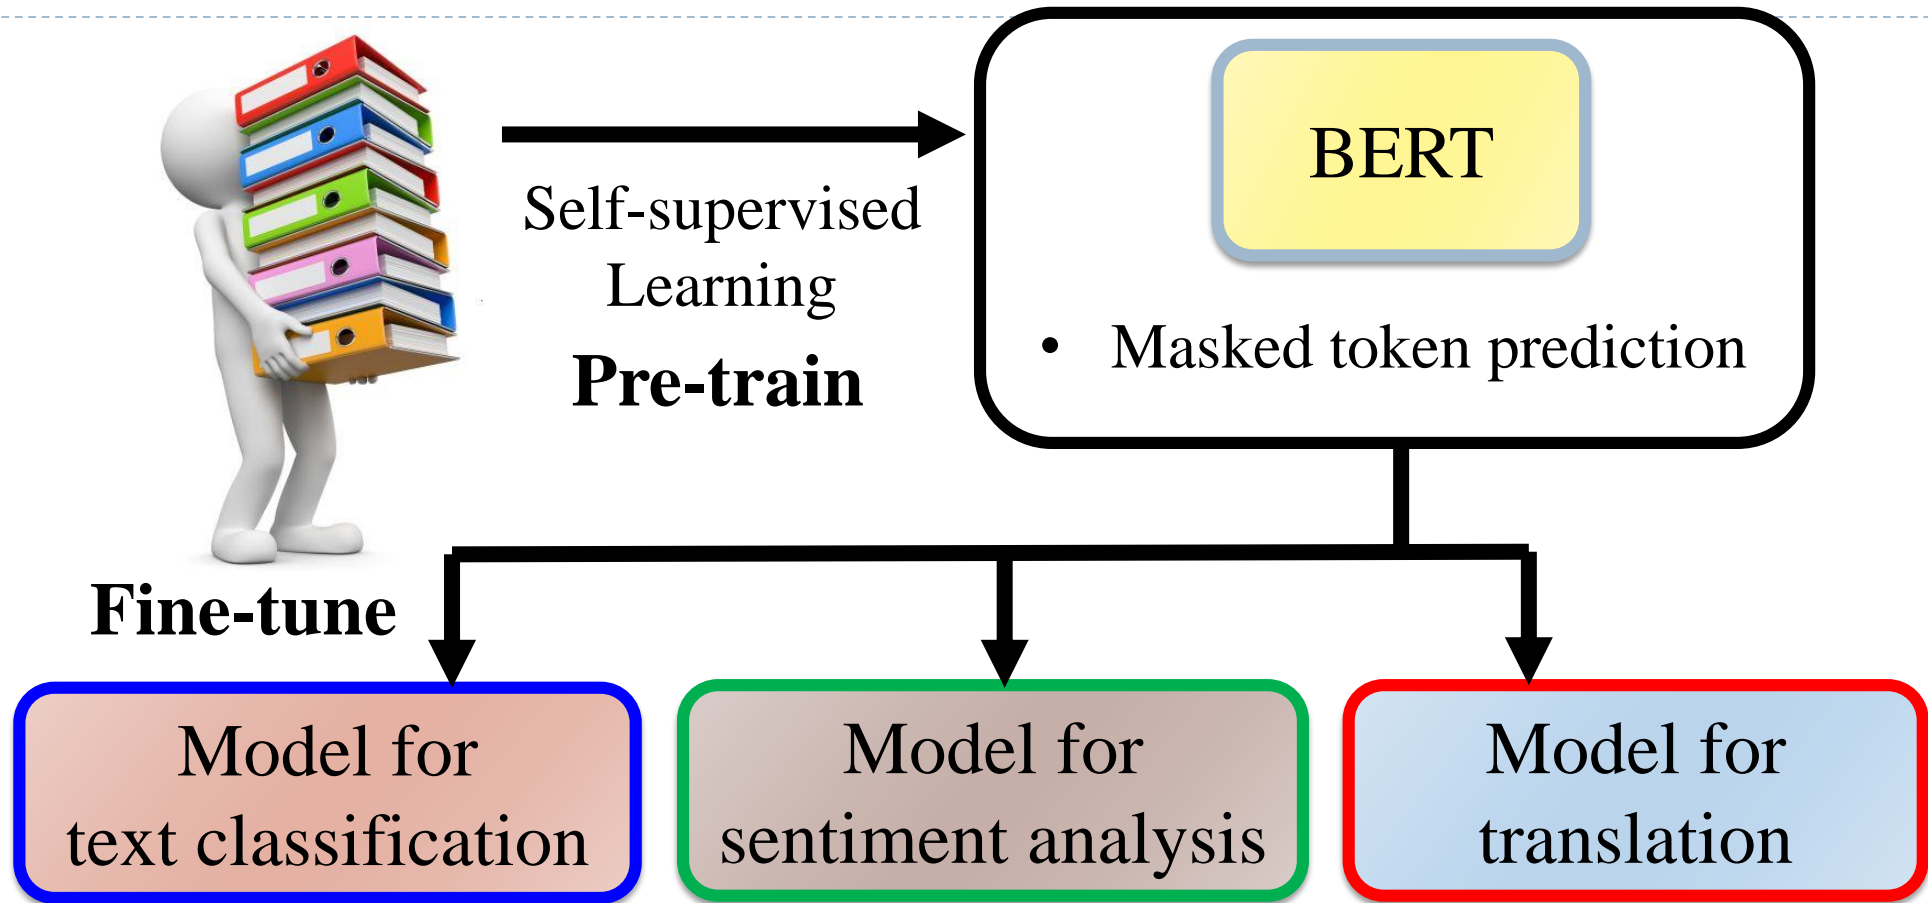 BERT
Self-supervised
Learning
Pre-train
• Masked token prediction
Fine-tune
Model for
text classification
Model for
sentiment analysis
Model for
translation